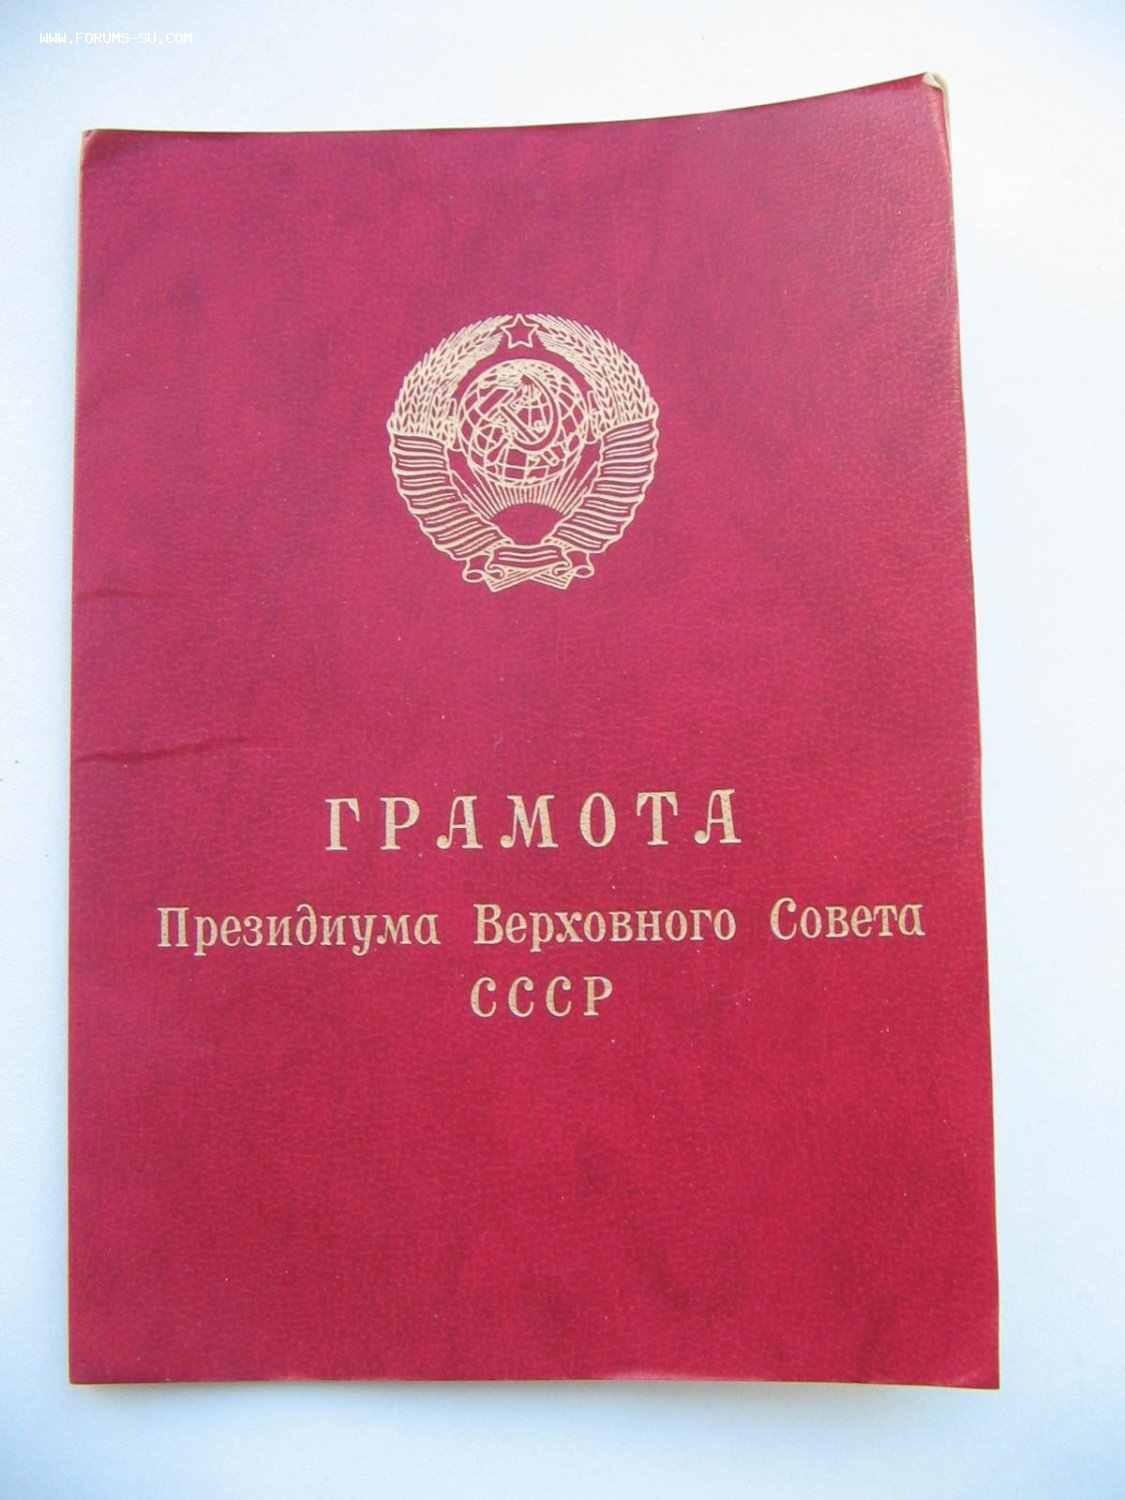 WWW.FORUMS-SU.COM
ГРАМОТА
Президиума Верховного Совета
СССР